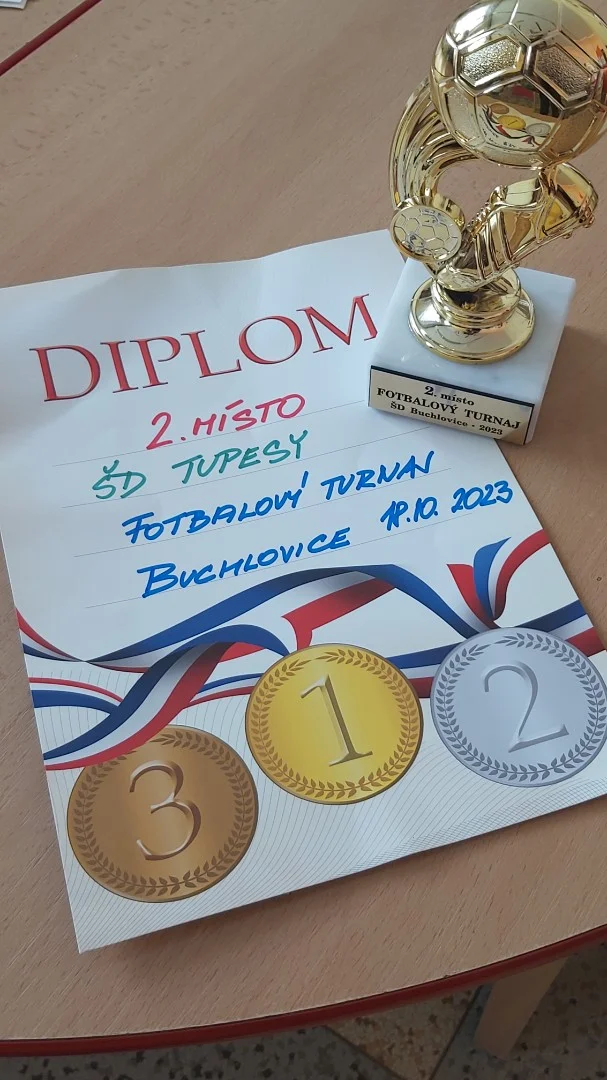 DIPLOM
2. MÍSTO
ŠD TUPESY
FOTBALOVÝ TURNAJ
BUCHLOVICE 18.10. 2023
3
1
2
2. místo
FOTBALOVÝ TURNAJ
ŠD Buchlovice - 2023